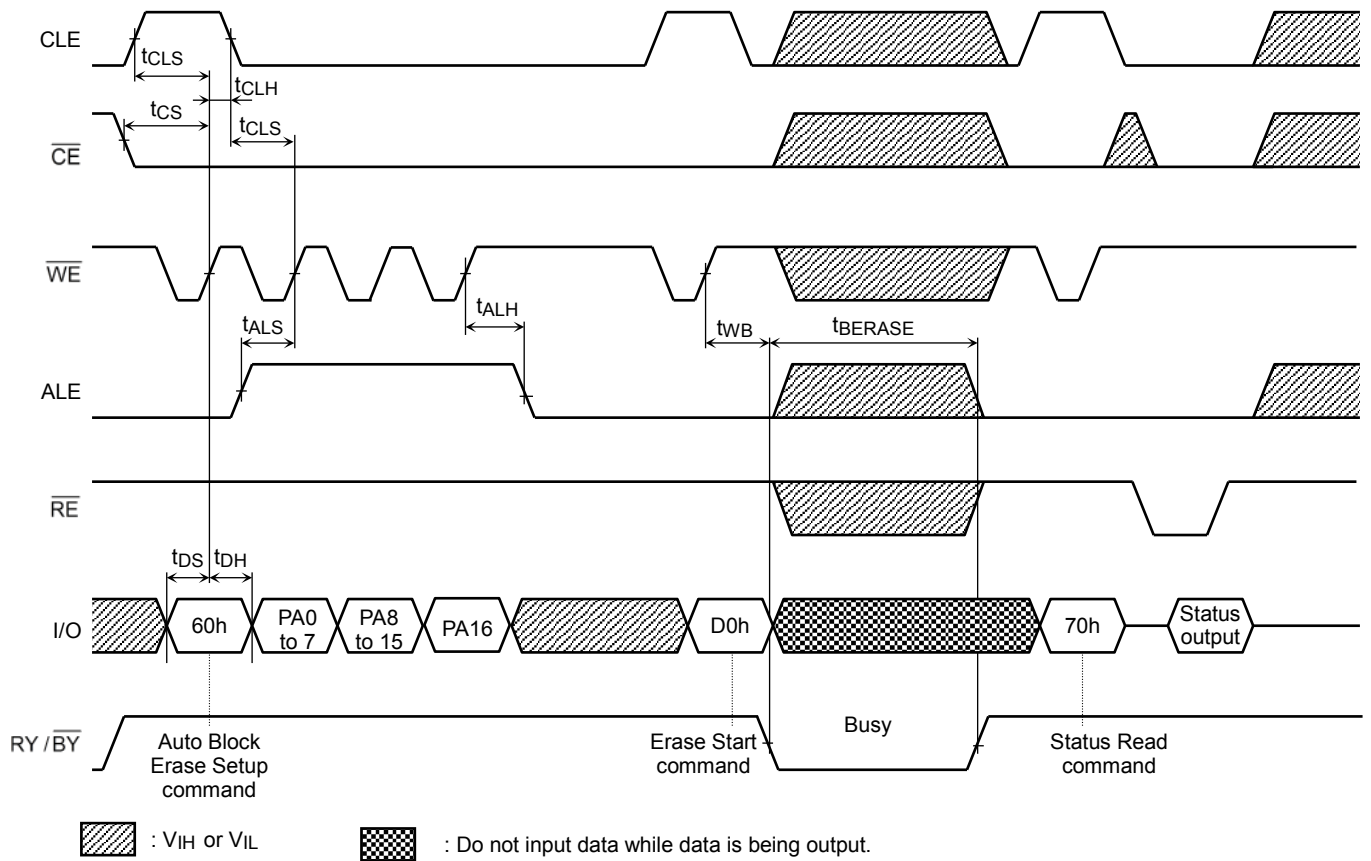 CLE
tCLS
tCLH
tCS
tCLS
CE
WE
tALS
tALH
tWB
tBERASE
ALE
RE
tDS
tDH
I/O
60h
PA0
to 7
PA8
to 15
PA16
D0h
70h
Status
output
RY / BY
Busy
Auto Block
Erase Setup
command
Erase Start
command
Status Read
command
: VIH or VIL
: Do not input data while data is being output.